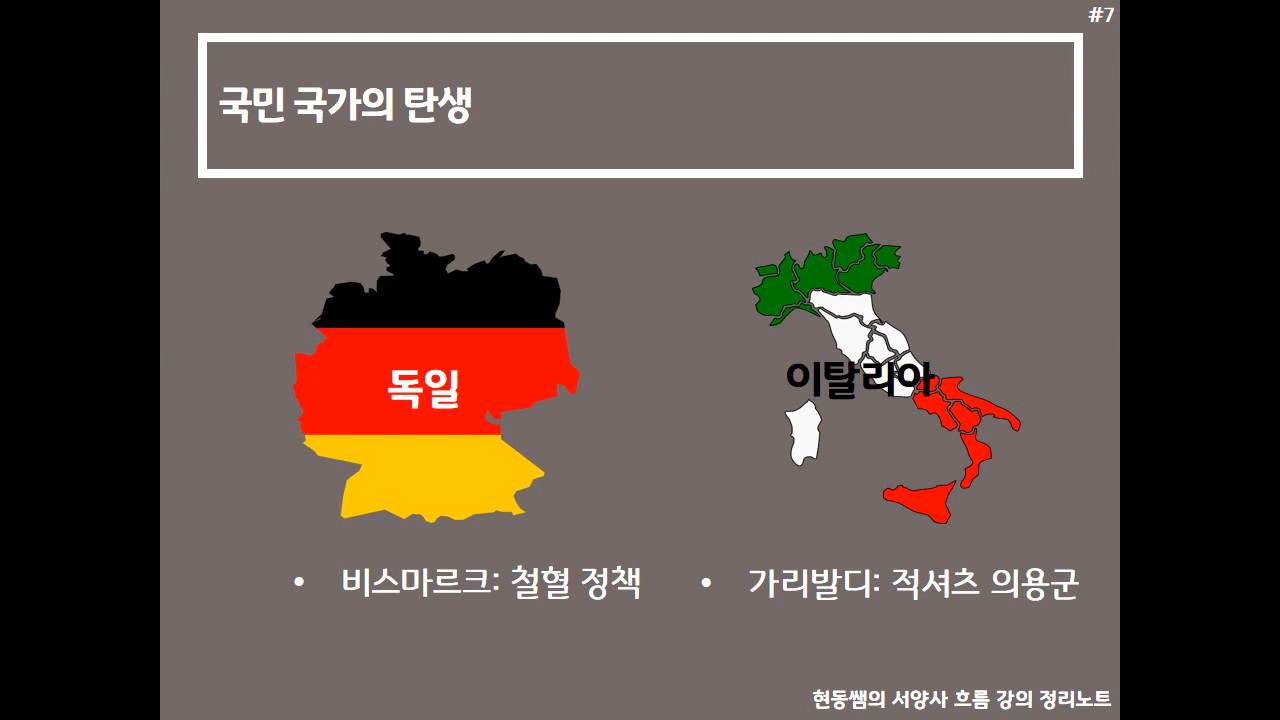 #7
국민 국가의 탄생
독일
이탈리아
• 비스마르크: 철혈 정책
• 가리발디: 적셔츠 의용군
현동쌤의 서양사 흐름 강의 정리노트